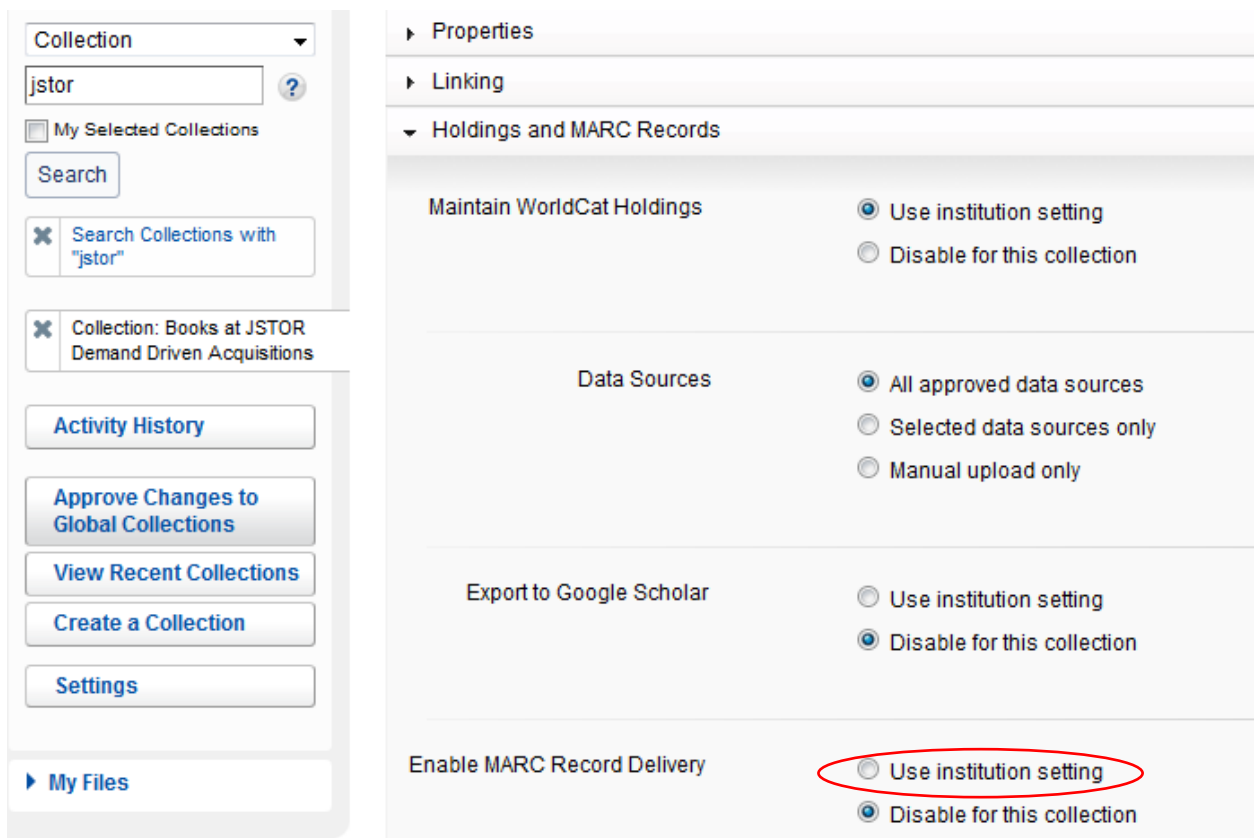 Collection
jstor
?
My Selected Collections
Search
Search Collections with
"jstor"
Collection: Books at JSTOR
Demand Driven Acquisitions
Activity History
Approve Changes to
Global Collections
View Recent Collections
Create a Collection
Settings
My Files
Properties
Linking
Holdings and MARC Records
Maintain WorldCat Holdings
Use institution setting
Disable for this collection
Data Sources
All approved data sources
Selected data sources only
Manual upload only
Export to Google Scholar
Use institution setting
Disable for this collection
Enable MARC Record Delivery
Use institution setting
Disable for this collection